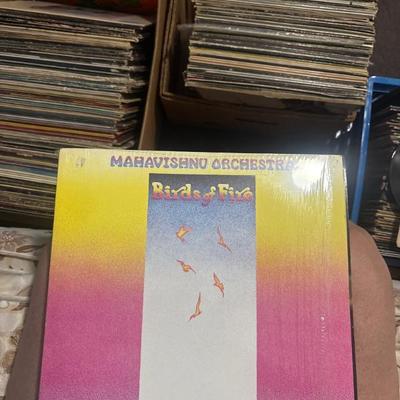 MAHAVISHNU ORCHESTRA
Birds of Fire